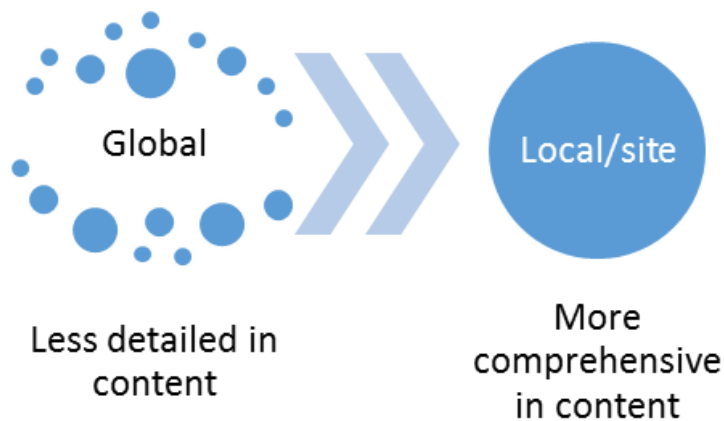 Global
Local/site
Less detailed in
content
More
comprehensive
in content